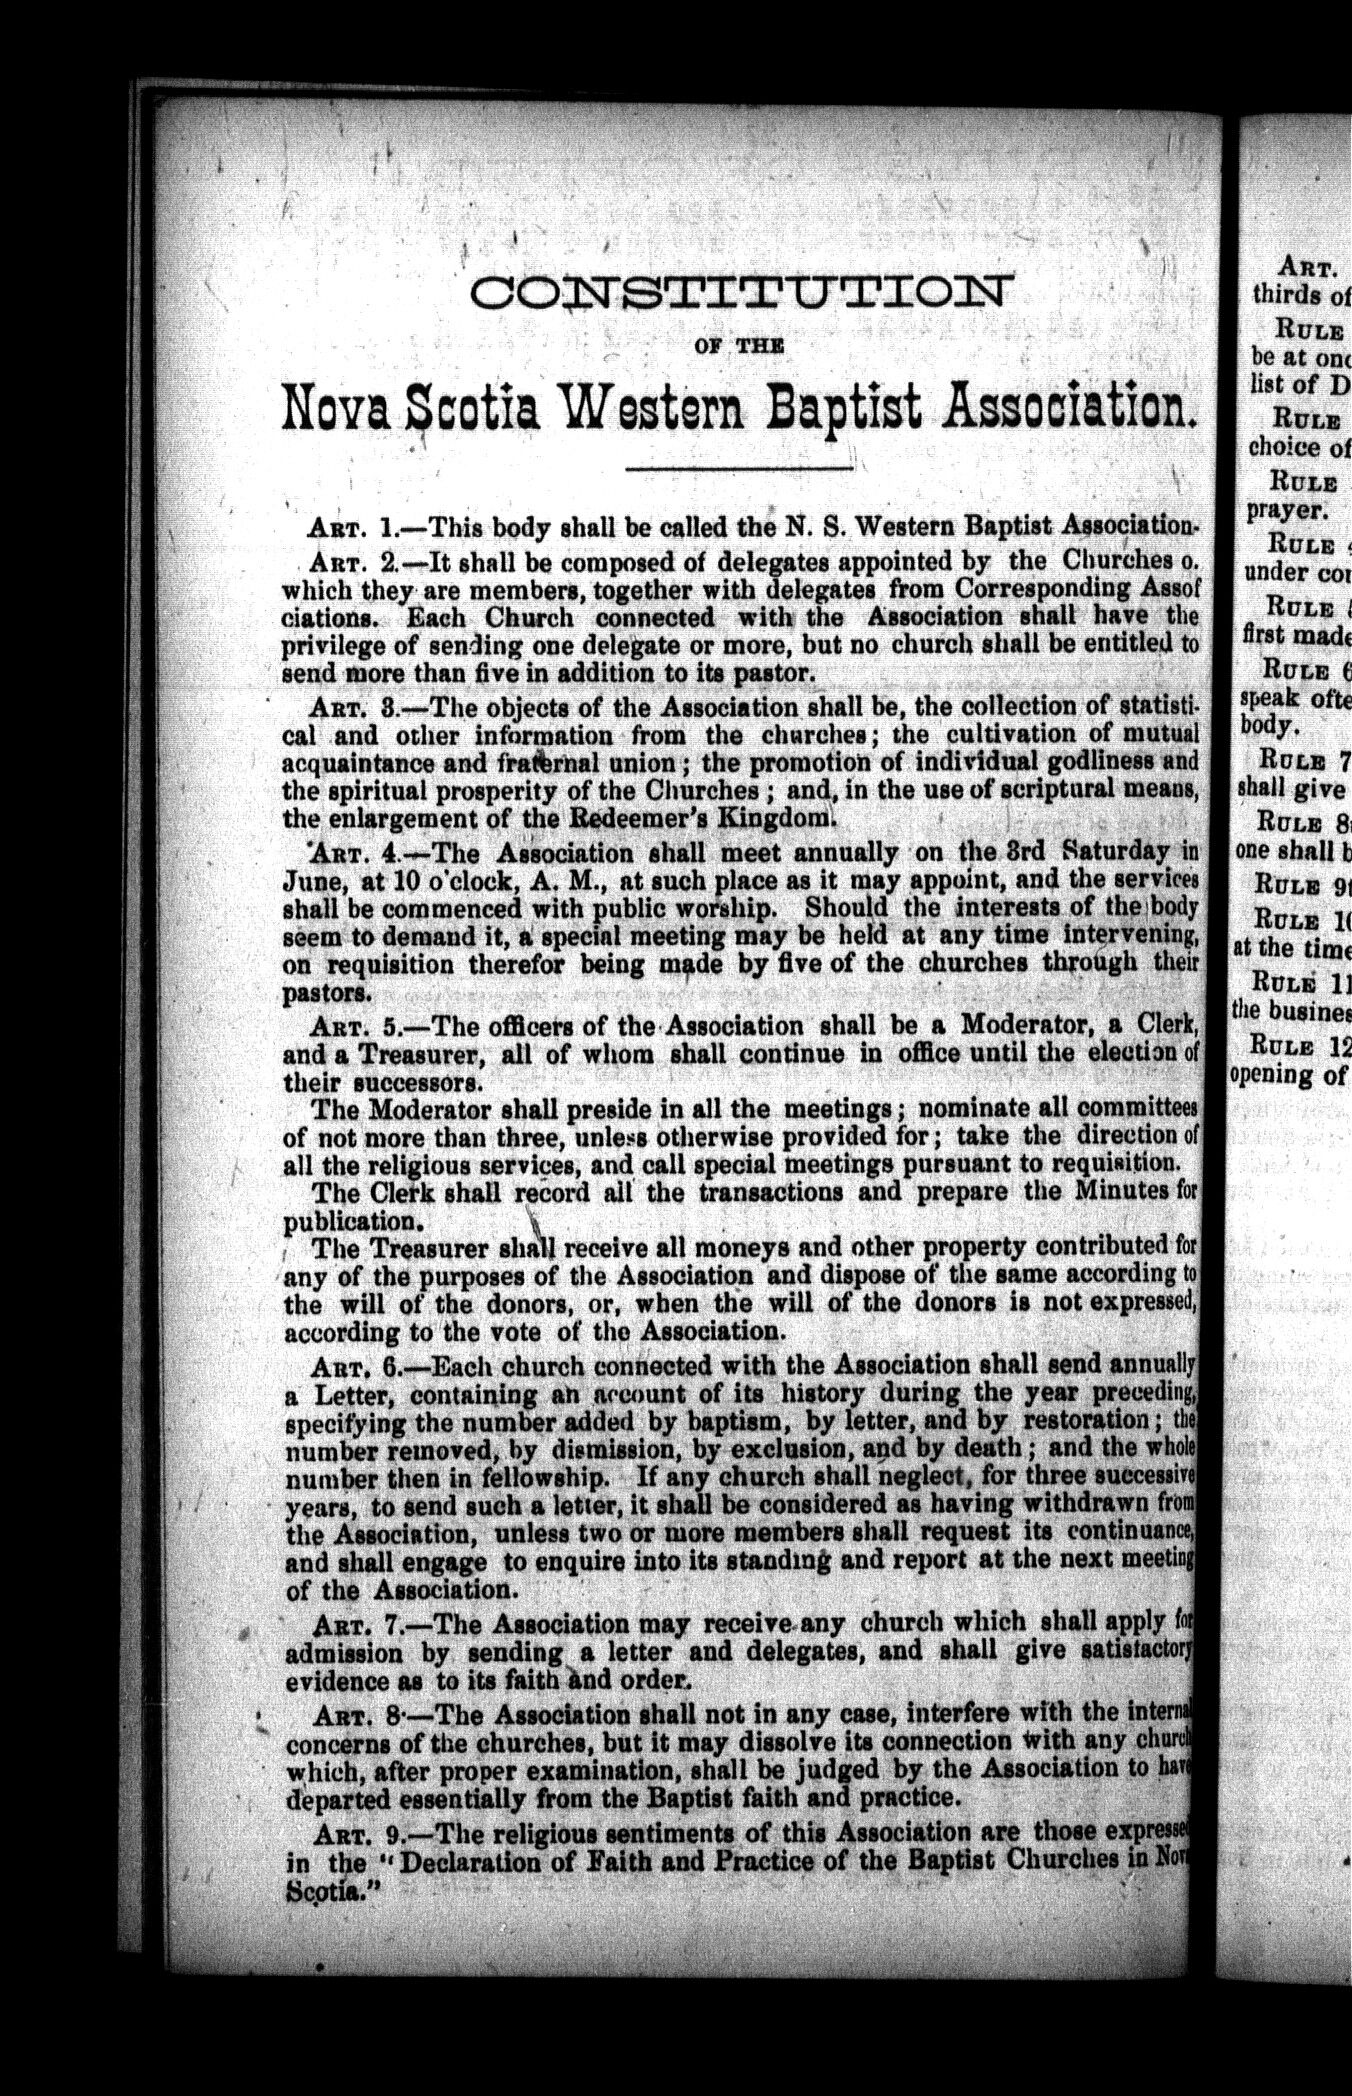 CONSTITUTION
OF THE
Nova Scotia Western Baptist Association.
ART. 1.—This body shall be called the N. S. Western Baptist Association-
ART. 2.—It shall be composed of delegates appointed by the Churches o.
which they are members, together with delegates from Corresponding Assof
ciations. Each Church connected with the Association shall have the
privilege of sending one delegate or more, but no church shall be entitled to
send more than five in addition to its pastor.
ART. 3.—The objects of the Association shall be, the collection of statisti-
cal and other information from the churches; the cultivation of mutual
acquaintance and fraternal union; the promotion of individual godliness and
the spiritual prosperity of the Churches; and, in the use of scriptural means,
the enlargement of the Redeemer's Kingdom.
ART. 4.—The Association shall meet annually on the 3rd Saturday in
June, at 10 o'clock, A. M., at such place as it may appoint, and the services
shall be commenced with public worship. Should the interests of the body
seem to demand it, a special meeting may be held at any time intervening,
on requisition therefor being made by five of the churches through their
pastors.
ART. 5.—The officers of the Association shall be a Moderator, a Clerk,
and a Treasurer, all of whom shall continue in office until the election of
their successors.
The Moderator shall preside in all the meetings; nominate all committees
of not more than three, unless otherwise provided for; take the direction of
all the religious services, and call special meetings pursuant to requisition.
The Clerk shall record all the transactions and prepare the Minutes for
publication.
The Treasurer shall receive all moneys and other property contributed for
any of the purposes of the Association and dispose of the same according to
the will of the donors, or, when the will of the donors is not expressed,
according to the vote of the Association.
ART. 6.—Each church connected with the Association shall send annually
a Letter, containing an account of its history during the year preceding,
specifying the number added by baptism, by letter, and by restoration; the
number removed, by dismission, by exclusion, and by death; and the whole
number then in fellowship. If any church shall neglect, for three successive
years, to send such a letter, it shall be considered as having withdrawn from
the Association, unless two or more members shall request its continuance,
and shall engage to enquire into its standing and report at the next meeting
of the Association.
ART. 7.—The Association may receive any church which shall apply for
admission by sending a letter and delegates, and shall give satisfactory
evidence as to its faith and order.
ART. 8·—The Association shall not in any case, interfere with the internal
concerns of the churches, but it may dissolve its connection with any church
which, after proper examination, shall be judged by the Association to have
departed essentially from the Baptist faith and practice.
ART. 9.—The religious sentiments of this Association are those expressed
in the "Declaration of Faith and Practice of the Baptist Churches in Nova
Scotia."
ART.
thirds of
RULE
be at onc
list of D
RULE
choice of
RULE
prayer.
RULE
under cor
RULE
first made
RULE 6
speak ofte
body.
RULE 7
shall give
RULE 8
one shall b
RULE 9t
RULE 10
at the time
RULE 11
the busines
RULE 12
opening of